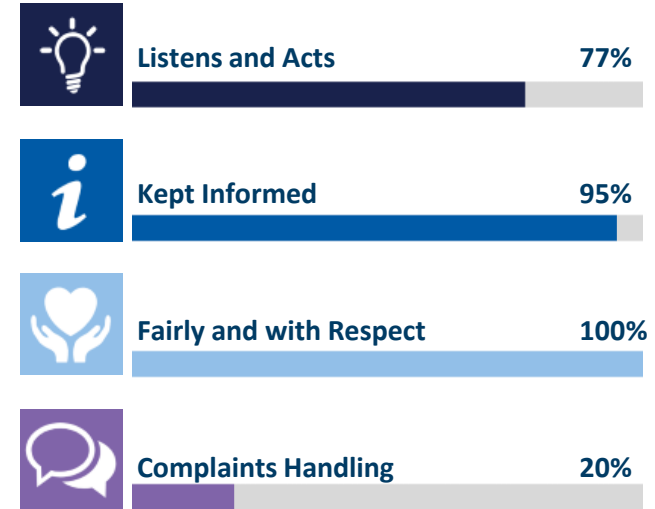 Listens and Acts 77%
Kept Informed 95%
Fairly and with Respect 100%
Complaints Handling 20%